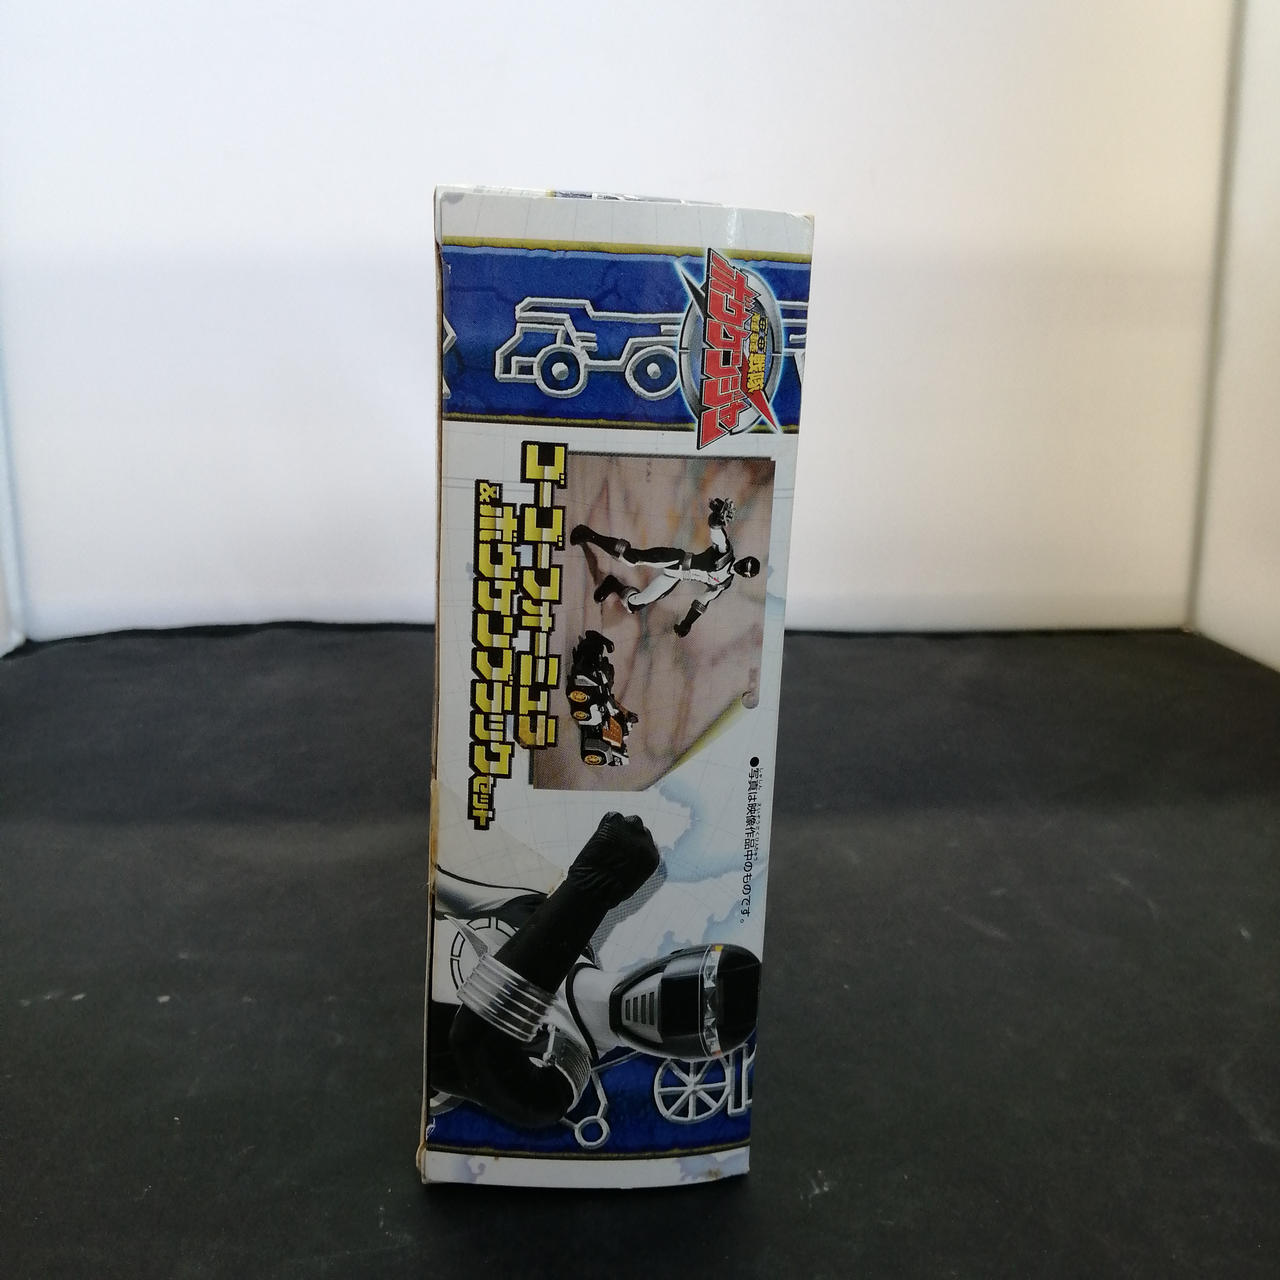 轟轟戦隊
ボウケンジャー
ゴーゴーフォーミュラ
&ボウケンブラックセット
●写真は映像作品中のものです。